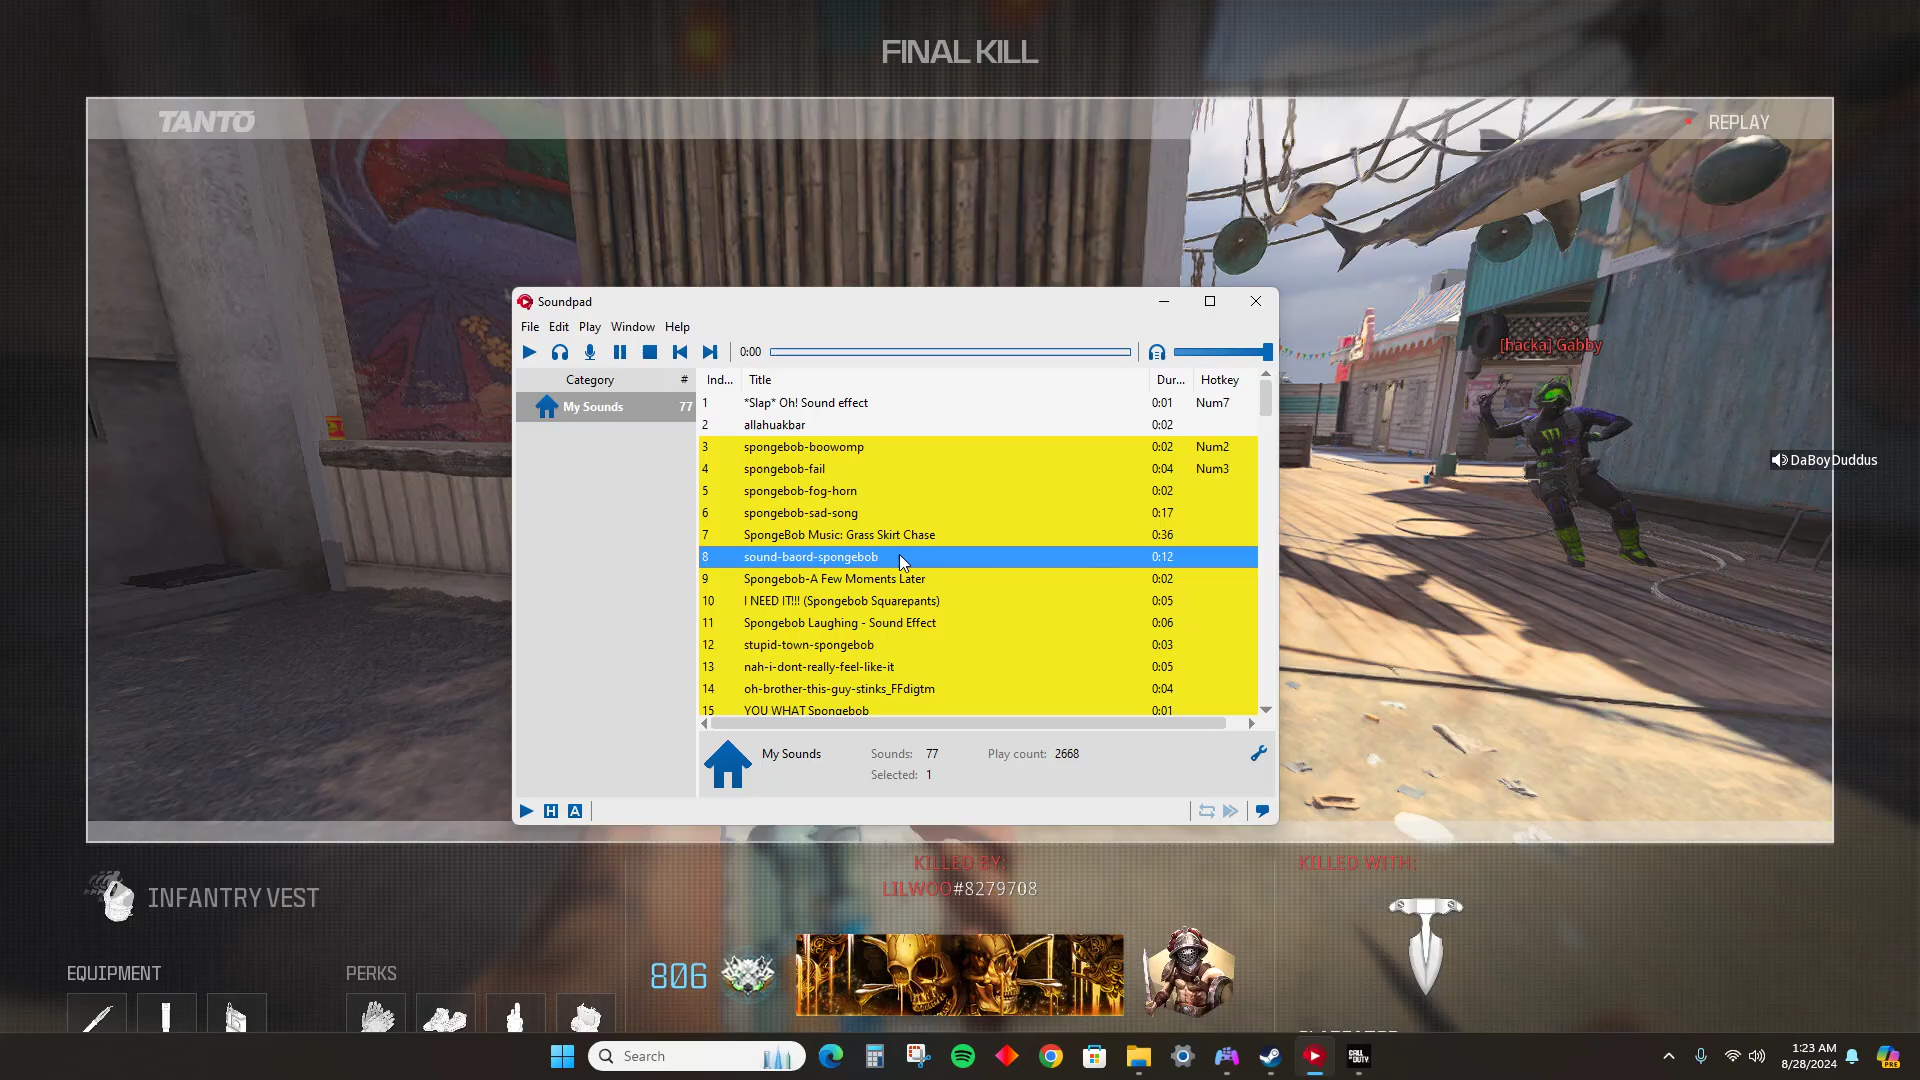 FINAL KILL
TANTO
REPLAY
[hacka] Gabby
DaBoyDuddus
Soundpad
File Edit Play Window Help
0:00
Category #
My Sounds 77
Ind... Title Dur... Hotkey
1 *Slap* Oh! Sound effect 0:01 Num7
2 allahuakbar 0:02
3 spongebob-boowomp 0:02 Num2
4 spongebob-fail 0:04 Num3
5 spongebob-fog-horn 0:02
6 spongebob-sad-song 0:17
7 SpongeBob Music: Grass Skirt Chase 0:36
8 sound-baord-spongebob 0:12
9 Spongebob-A Few Moments Later 0:02
10 I NEED IT!!! (Spongebob Squarepants) 0:05
11 Spongebob Laughing - Sound Effect 0:06
12 stupid-town-spongebob 0:03
13 nah-i-dont-really-feel-like-it 0:05
14 oh-brother-this-guy-stinks_FFdigtm 0:04
15 YOU WHAT Spongebob 0:01
My Sounds Sounds: 77 Play count: 2668
Selected: 1
H A
KILLED BY:
LILWOO#8279708
KILLED WITH:
INFANTRY VEST
806
EQUIPMENT PERKS
Search
CALL OF DUTY
1:23 AM
8/28/2024
PRE